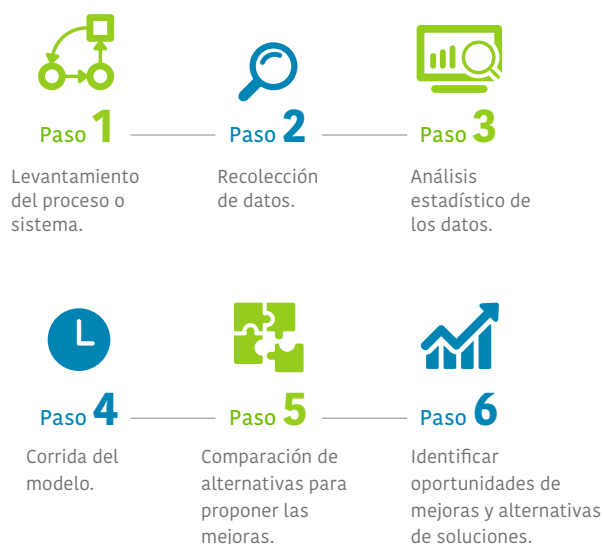 Paso 1
Paso 2
Paso 3
Levantamiento
del proceso o
sistema.
Recolección
de datos.
Análisis
estadístico de
los datos.
Paso 4
Paso 5
Paso 6
Corrida del
modelo.
Comparación de
alternativas para
proponer las
mejoras.
Identificar
oportunidades de
mejoras y alternativas
de soluciones.